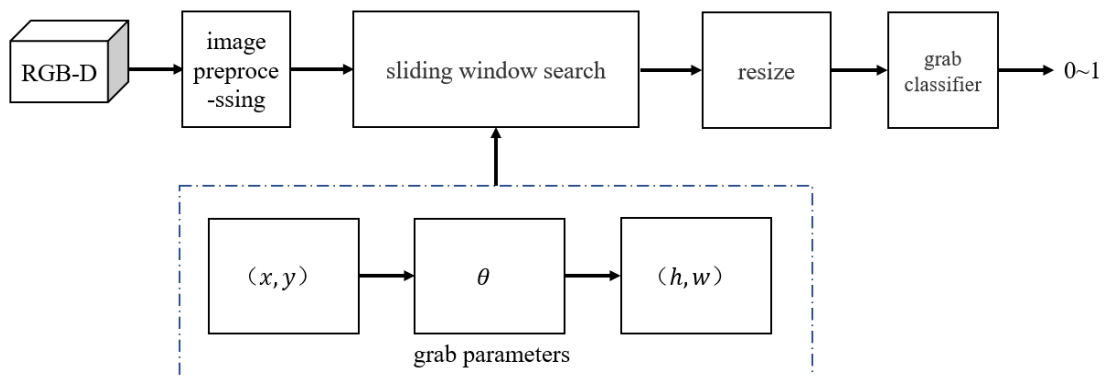 RGB-D
image
preproce
-ssing
sliding window search
resize
grab
classifier
0~1
（x, y）
θ
（h, w）
grab parameters